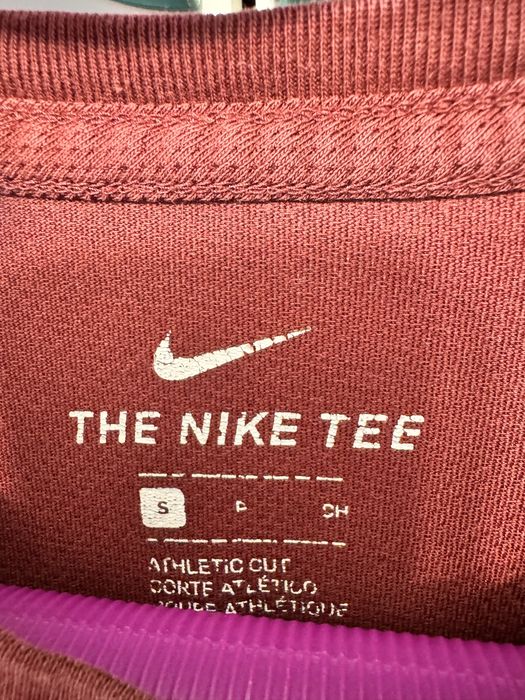 THE NIKE TEE
S P CH
ATHLETIC CUT
CORTE ATLÉTICO
COUPE ATHLÉTIQUE